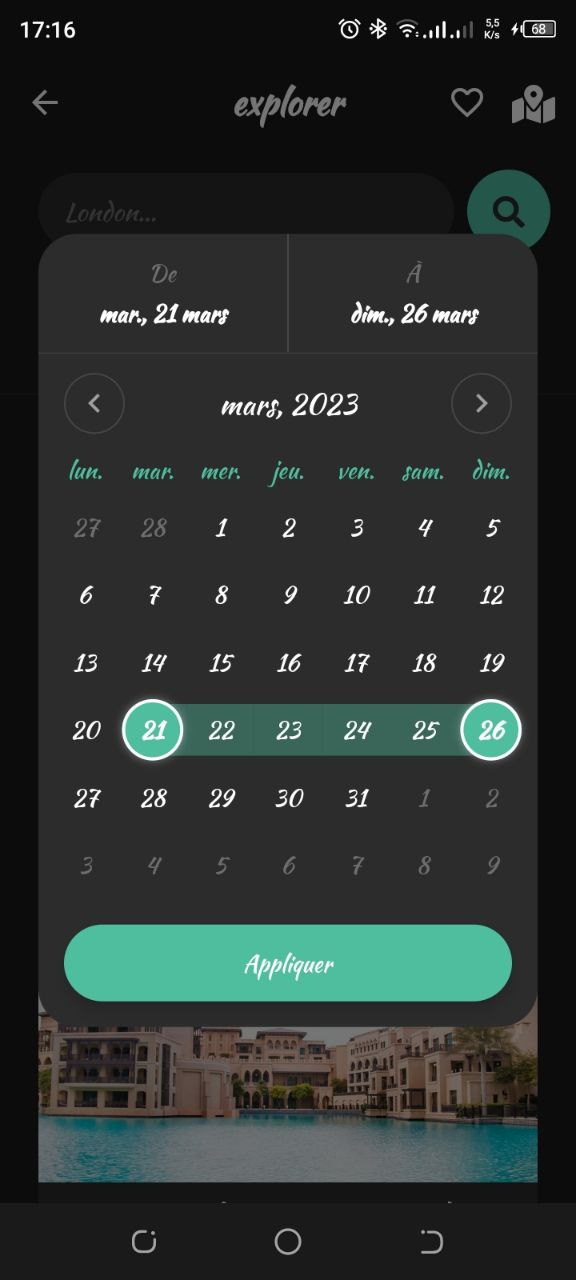 17:16 5,5 K/s 68
explorer
London...
De À
mar., 21 mars dim., 26 mars
mars, 2023
lun. mar. mer. jeu. ven. sam. dim.
27 28 1 2 3 4 5
6 7 8 9 10 11 12
13 14 15 16 17 18 19
20 21 22 23 24 25 26
27 28 29 30 31 1 2
3 4 5 6 7 8 9
Appliquer